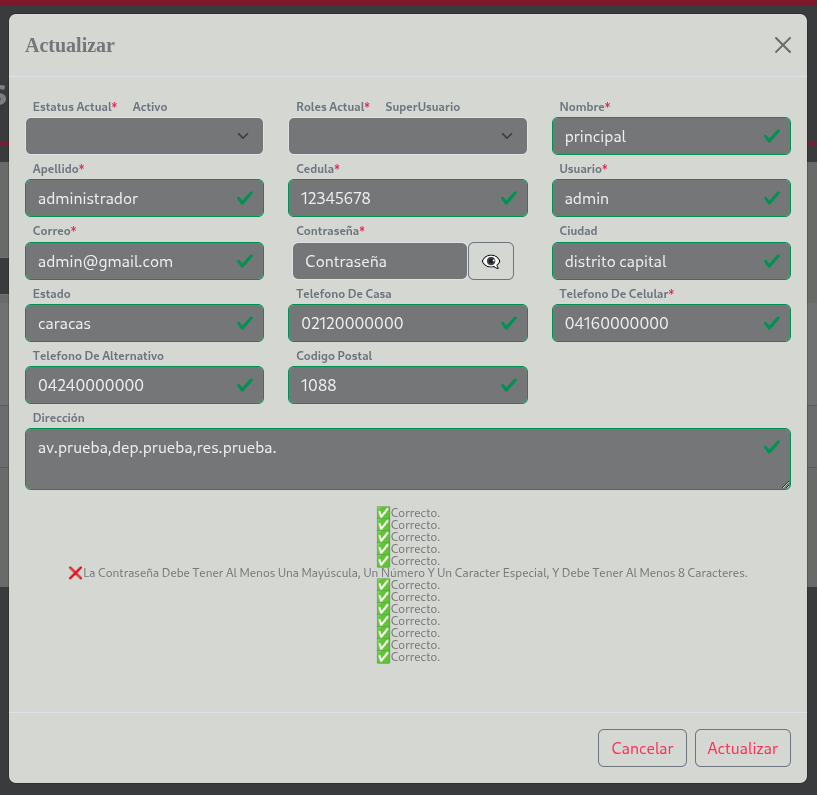 Actualizar
Estatus Actual* Activo
Roles Actual* SuperUsuario
Nombre*
principal
Apellido*
Cedula*
Usuario*
administrador
12345678
admin
Correo*
Contraseña*
Ciudad
admin@gmail.com
Contraseña
distrito capital
Estado
Telefono De Casa
Telefono De Celular*
caracas
02120000000
04160000000
Telefono De Alternativo
Codigo Postal
04240000000
1088
Dirección
av.prueba,dep.prueba,res.prueba.
✅Correcto.
✅Correcto.
✅Correcto.
✅Correcto.
✅Correcto.
❌La Contraseña Debe Tener Al Menos Una Mayúscula, Un Número Y Un Caracter Especial, Y Debe Tener Al Menos 8 Caracteres.
✅Correcto.
✅Correcto.
✅Correcto.
✅Correcto.
✅Correcto.
✅Correcto.
✅Correcto.
Cancelar
Actualizar